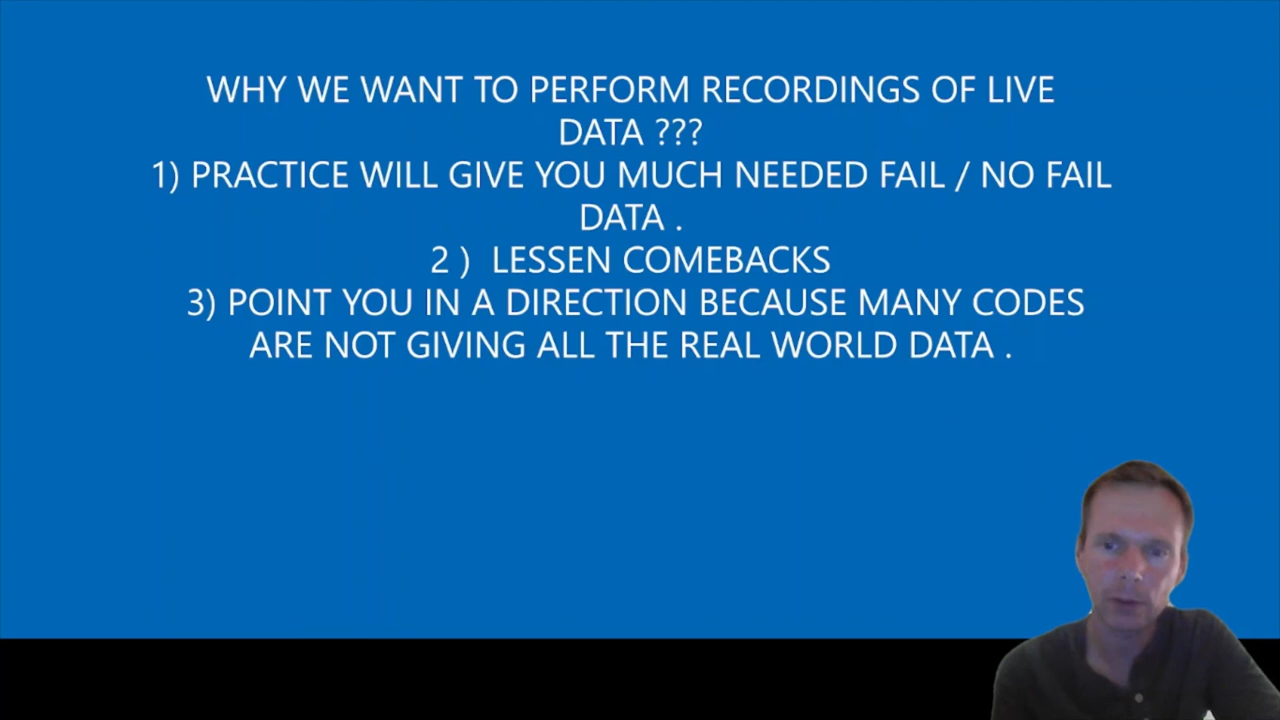 WHY WE WANT TO PERFORM RECORDINGS OF LIVE
DATA ???
1) PRACTICE WILL GIVE YOU MUCH NEEDED FAIL / NO FAIL
DATA .
2 )  LESSEN COMEBACKS
3) POINT YOU IN A DIRECTION BECAUSE MANY CODES
ARE NOT GIVING ALL THE REAL WORLD DATA .